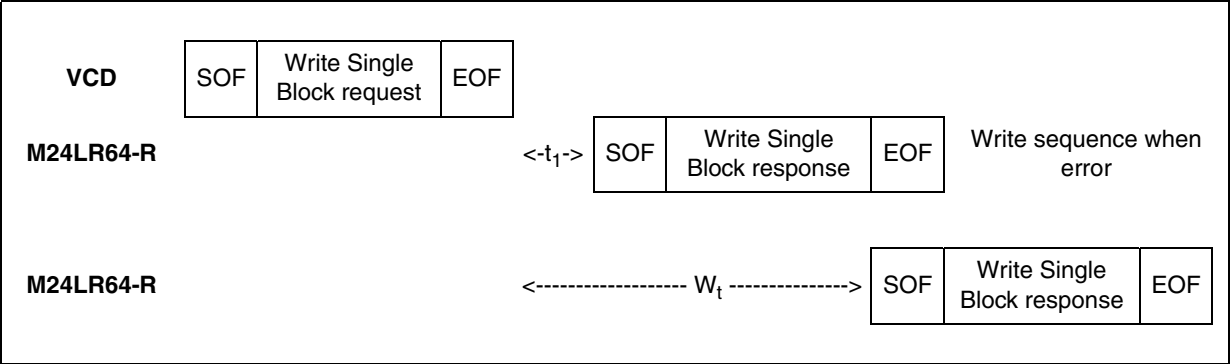 VCD SOF Write Single Block request EOF
M24LR64-R <-t1-> SOF Write Single Block response EOF Write sequence when error
M24LR64-R <------------------- Wt ---------------> SOF Write Single Block response EOF